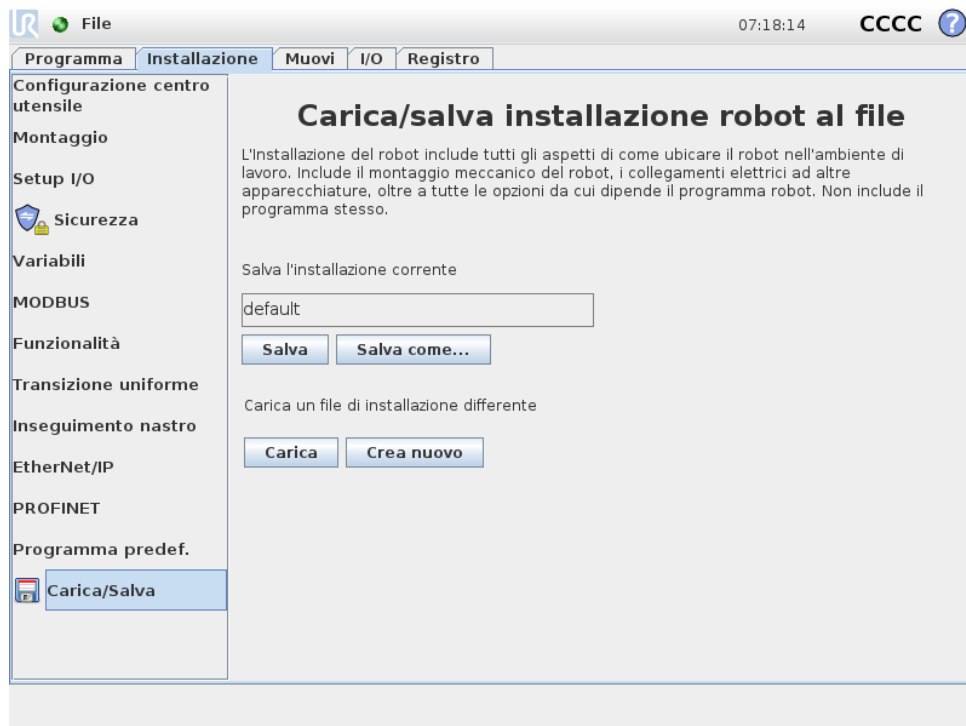 UR File 07:18:14 CCCC ?
Programma Installazione Muovi I/O Registro
Configurazione centro
utensile
Montaggio
Setup I/O
Sicurezza
Variabili
MODBUS
Funzionalità
Transizione uniforme
Inseguimento nastro
EtherNet/IP
PROFINET
Programma predef.
Carica/Salva
Carica/salva installazione robot al file
L'Installazione del robot include tutti gli aspetti di come ubicare il robot nell'ambiente di
lavoro. Include il montaggio meccanico del robot, i collegamenti elettrici ad altre
apparecchiature, oltre a tutte le opzioni da cui dipende il programma robot. Non include il
programma stesso.
Salva l'installazione corrente
default
Salva Salva come...
Carica un file di installazione differente
Carica Crea nuovo